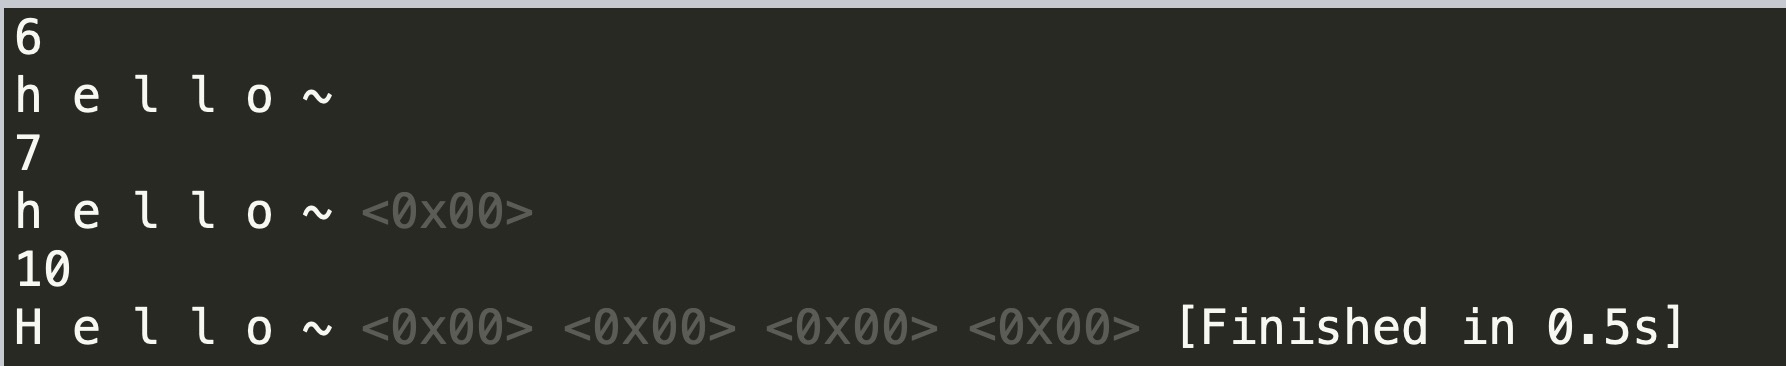 6
h e l l o ~
7
h e l l o ~ <0x00>
10
H e l l o ~ <0x00> <0x00> <0x00> <0x00> [Finished in 0.5s]